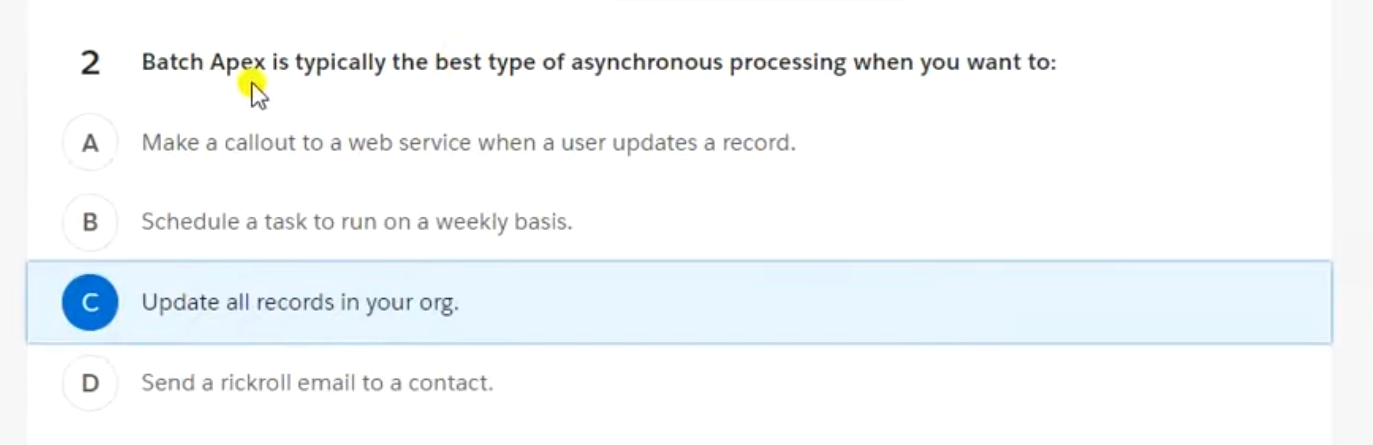 2 Batch Apex is typically the best type of asynchronous processing when you want to:
A Make a callout to a web service when a user updates a record.
B Schedule a task to run on a weekly basis.
C Update all records in your org.
D Send a rickroll email to a contact.